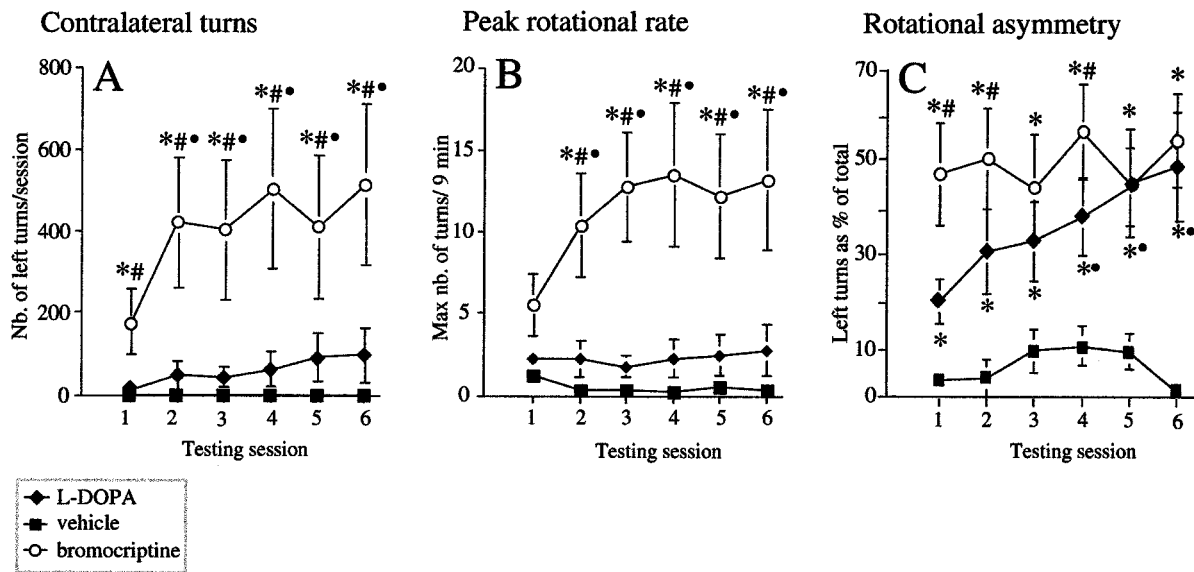 Contralateral turns
Peak rotational rate
Rotational asymmetry
A
Nb. of left turns/session
800
600
400
200
0
*#
*#•
*#•
*#•
*#•
*#•
1 2 3 4 5 6
Testing session
B
Max nb. of turns/ 9 min
20
15
10
5
0
*#•
*#•
*#•
*#•
*#•
1 2 3 4 5 6
Testing session
C
Left turns as % of total
70
50
30
10
0
*#
*#
*
*#
*
*
*
*
*
*•
*•
*•
1 2 3 4 5 6
Testing session
L-DOPA
vehicle
bromocriptine